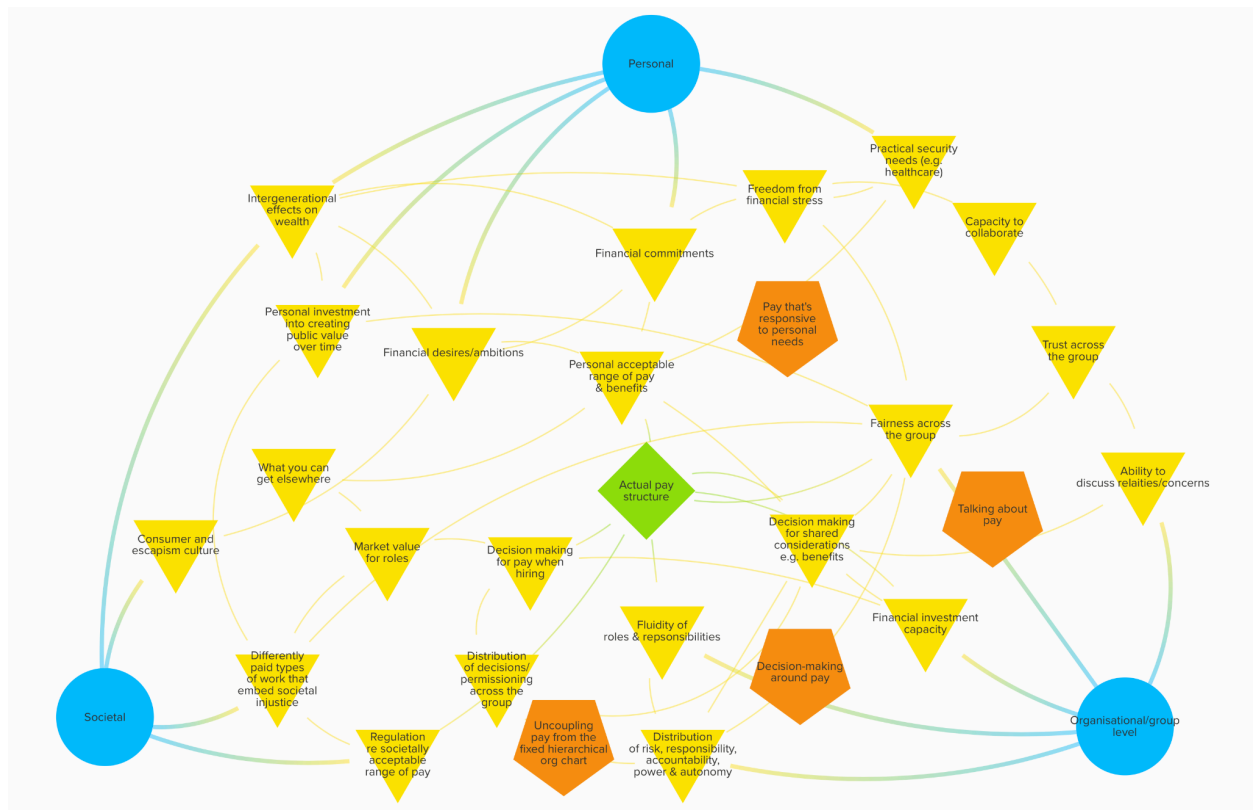 Personal
Practical security
needs (e.g.
healthcare)
Intergenerational
effects on
wealth
Freedom from
financial stress
Capacity to
collaborate
Financial commitments
Personal investment
into creating
public value
over time
Pay that's
responsive
to personal
needs
Financial desires/ambitions
Trust across
the group
Personal acceptable
range of pay
& benefits
Fairness across
the group
What you can
get elsewhere
Ability to
discuss relaities/concerns
Actual pay
structure
Talking about
pay
Consumer and
escapism culture
Market value
for roles
Decision making
for pay when
hiring
Decision making
for shared
considerations
e.g. benefits
Fluidity of
roles & repsonsibilities
Financial investment
capacity
Differently
paid types
of work that
embed societal
injustice
Distribution
of decisions/
permissioning
across the
group
Decision-making
around pay
Societal
Organisational/group
level
Regulation
re societally
acceptable
range of pay
Uncoupling
pay from the
fixed hierarchical
org chart
Distribution
of risk, responsibility,
accountability,
power & autonomy